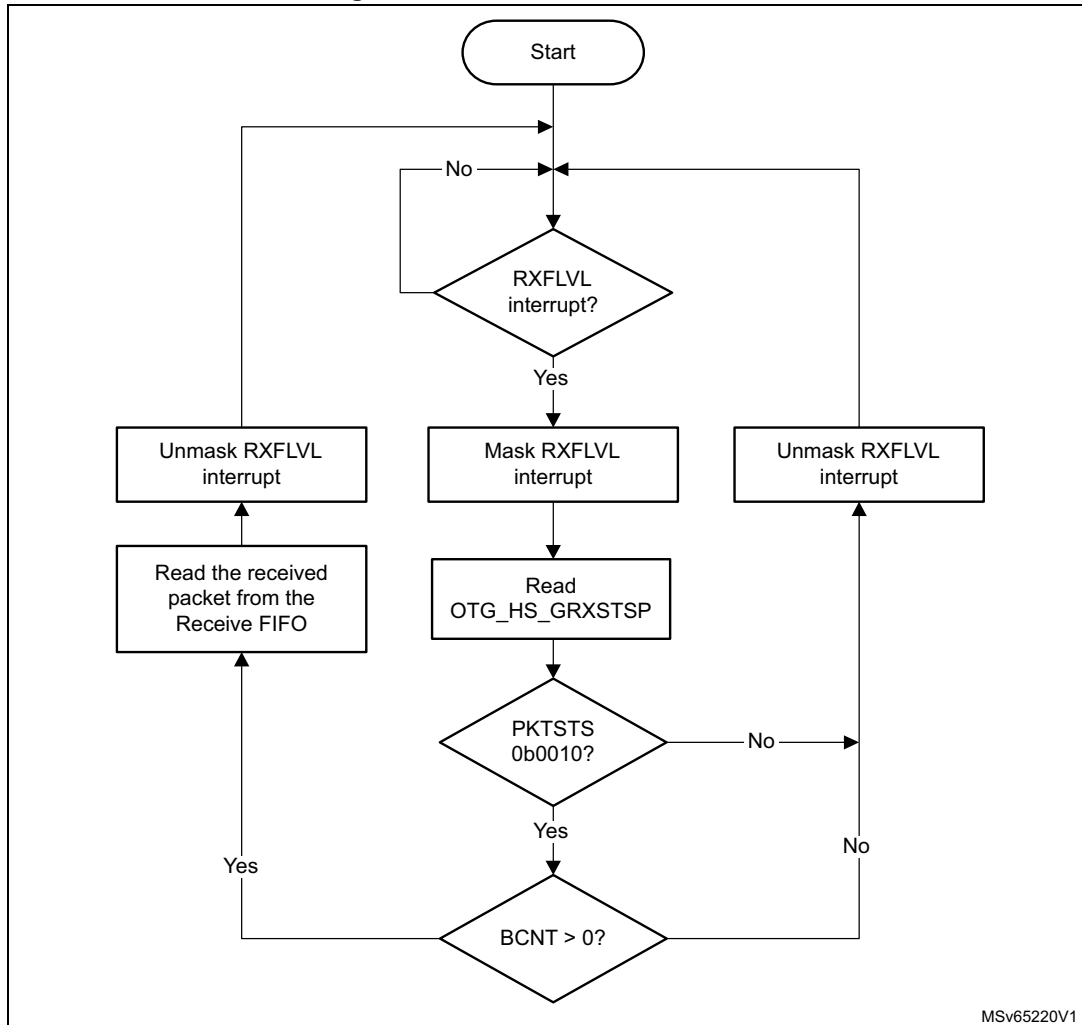 Start
No
RXFLVL
interrupt?
Yes
Unmask RXFLVL
interrupt
Mask RXFLVL
interrupt
Unmask RXFLVL
interrupt
Read the received
packet from the
Receive FIFO
Read
OTG_HS_GRXSTSP
PKTSTS
0b0010?
No
Yes
Yes
No
BCNT > 0?
MSv65220V1